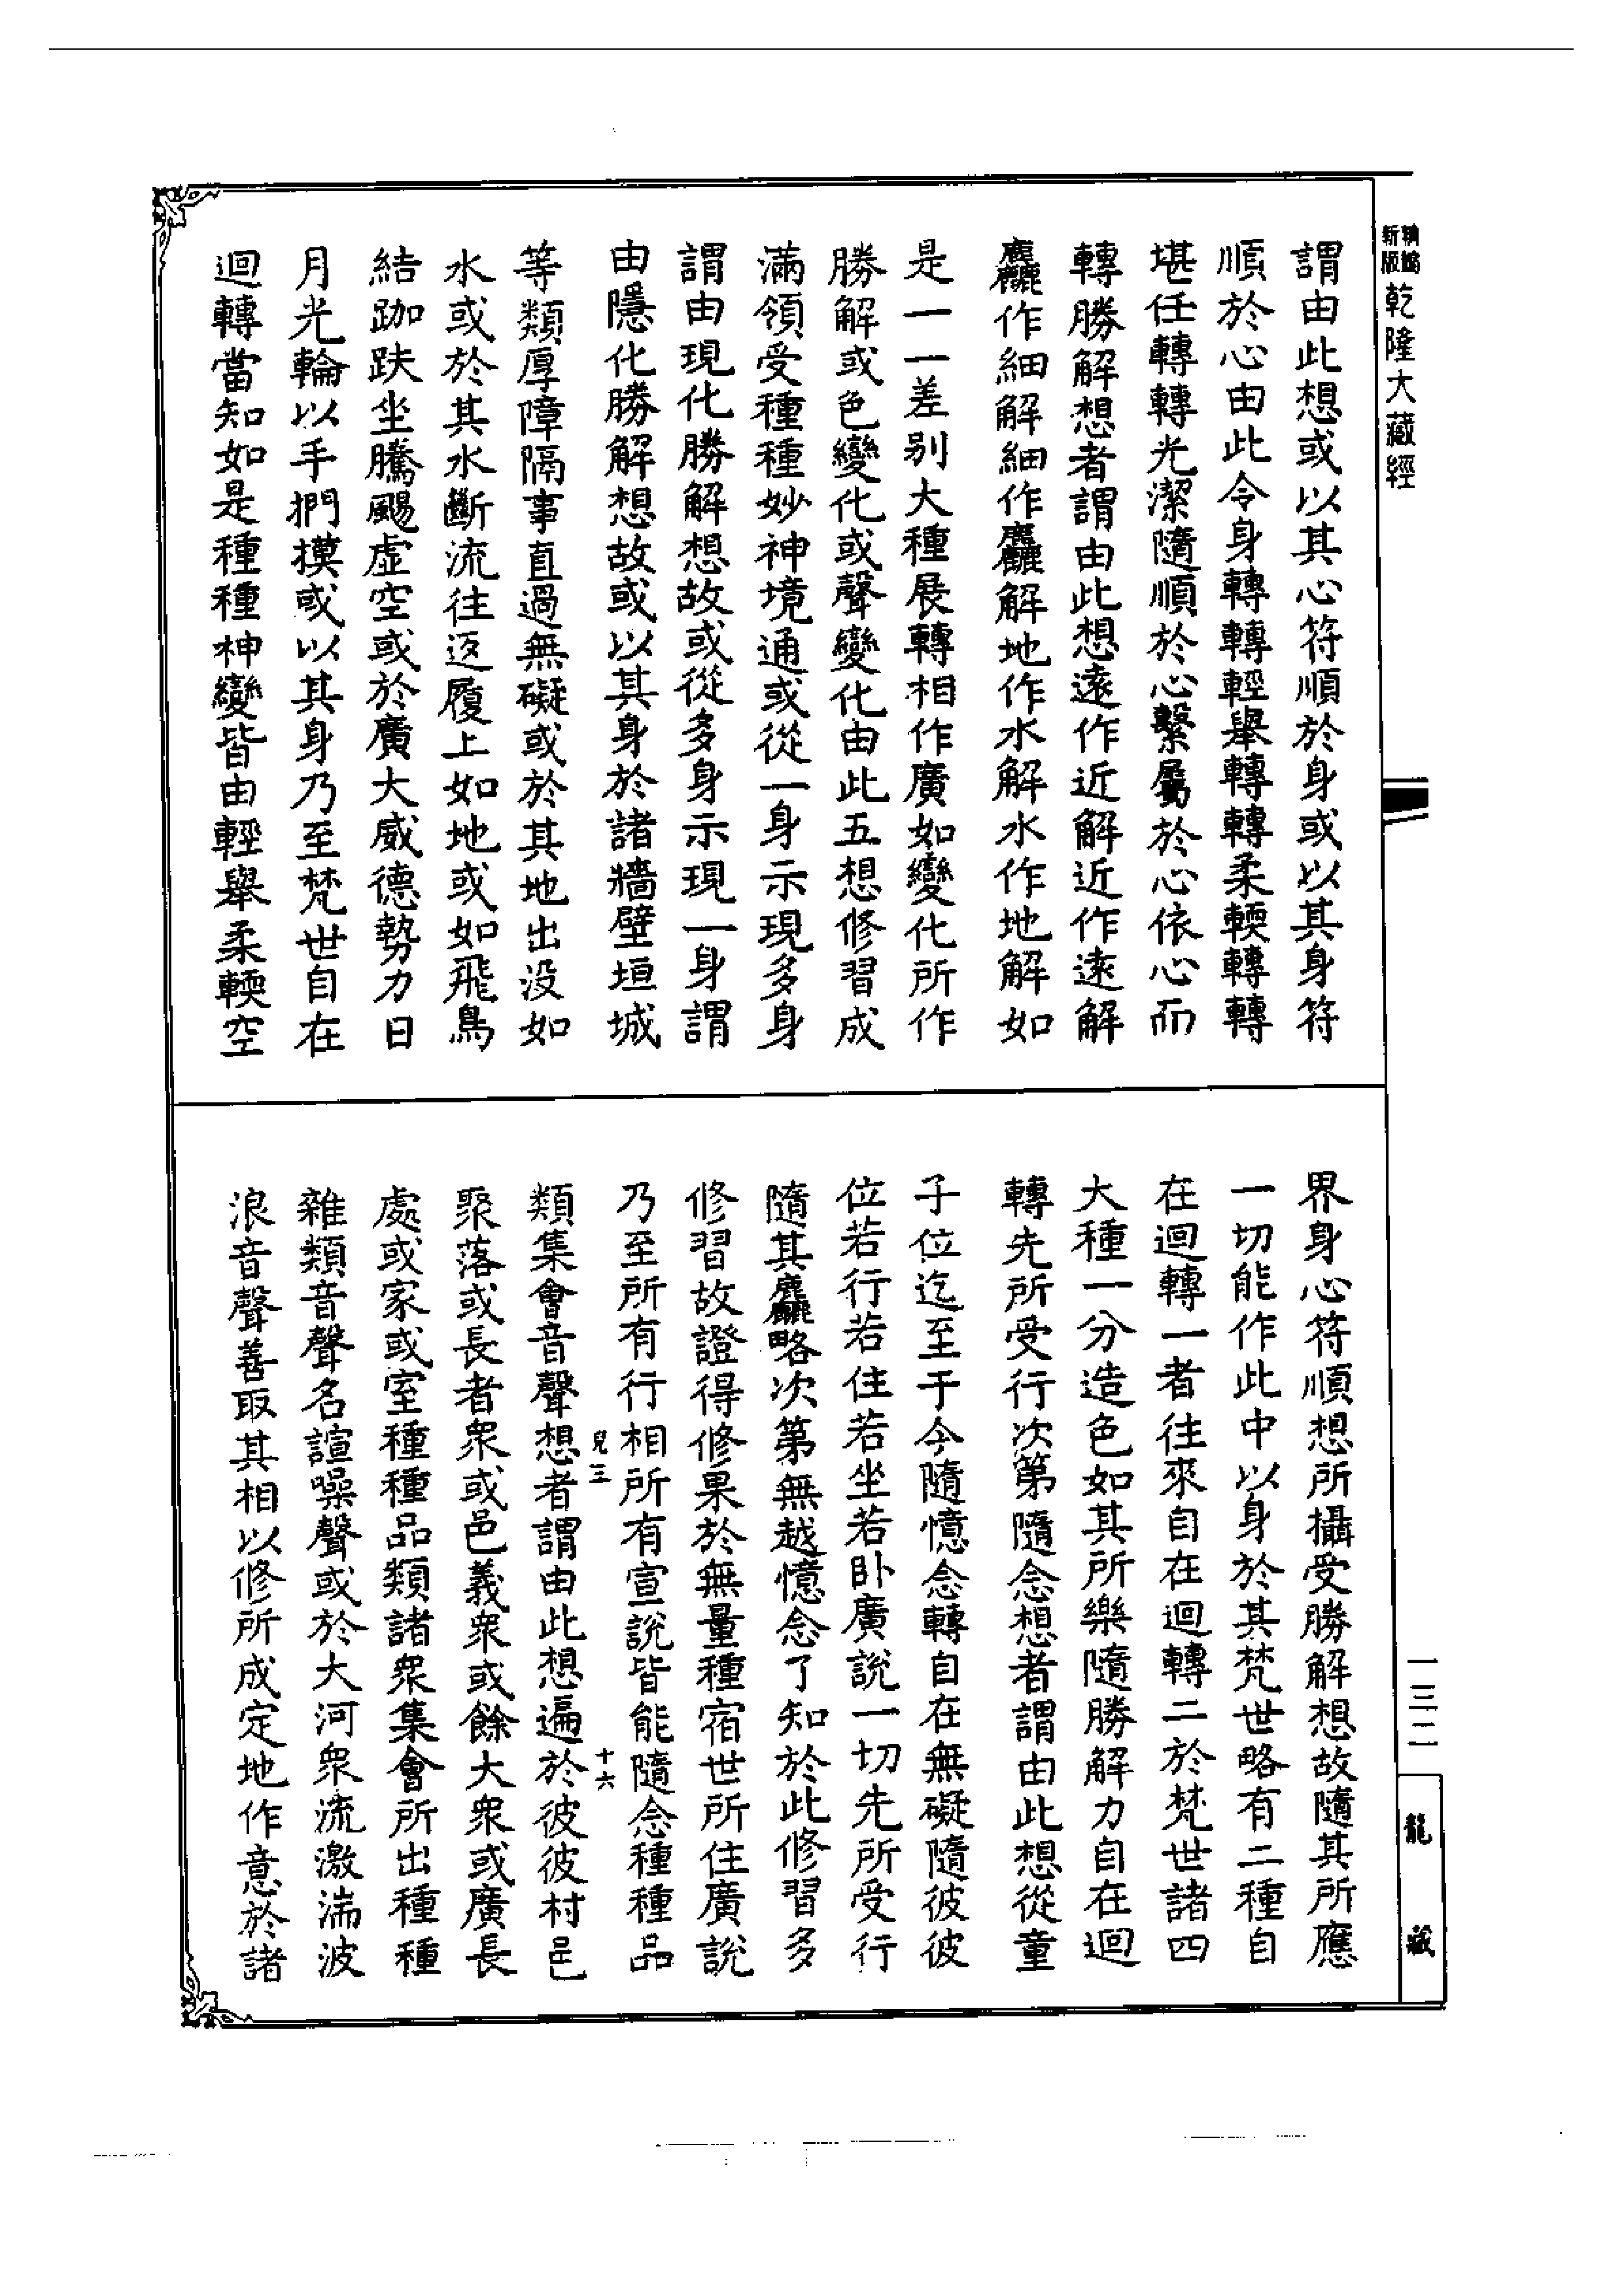 新版
精縮
乾隆大藏經
謂由此想或以其心符順於身或以其身符
順於心由此令身轉轉輕舉轉轉柔輭轉轉
堪任轉轉光潔隨順於心繫屬於心依心而
轉勝解想者謂由此想遠作近解近作遠解
麤作細解細作麤解地作水解水作地解如
是一一差別大種展轉相作廣如變化所作
勝解或色變化或聲變化由此五想修習成
滿領受種種妙神境通或從一身示現多身
謂由現化勝解想故或從多身示現一身謂
由隱化勝解想故或以其身於諸牆壁垣城
等類厚障隔事直過無礙或於其地出没如
水或於其水斷流往返履上如地或如飛鳥
結跏趺坐騰颺虛空或於廣大威德勢力日
月光輪以手捫摸或以其身乃至梵世自在
迴轉當知如是種種神變皆由輕舉柔輭空
界身心符順想所攝受勝解想故隨其所應
一切能作此中以身於其梵世略有二種自
在迴轉一者往來自在迴轉二於梵世諸四
大種一分造色如其所樂隨勝解力自在迴
轉先所受行次第隨念想者謂由此想從童
子位迄至于今隨憶念轉自在無礙隨彼彼
位若行若住若坐若臥廣說一切先所受行
隨其麤略次第無越憶念了知於此修習多
修習故證得修果於無量種宿世所住廣說
乃至所有行相所有宣說皆能隨念種種品
兒三
十六
類集會音聲想者謂由此想遍於彼彼村邑
聚落或長者衆或邑義衆或餘大衆或廣長
處或家或室種種品類諸衆集會所出種種
雜類音聲名諠噪聲或於大河衆流激湍波
浪音聲善取其相以修所成定地作意於諸
一三二
龍藏